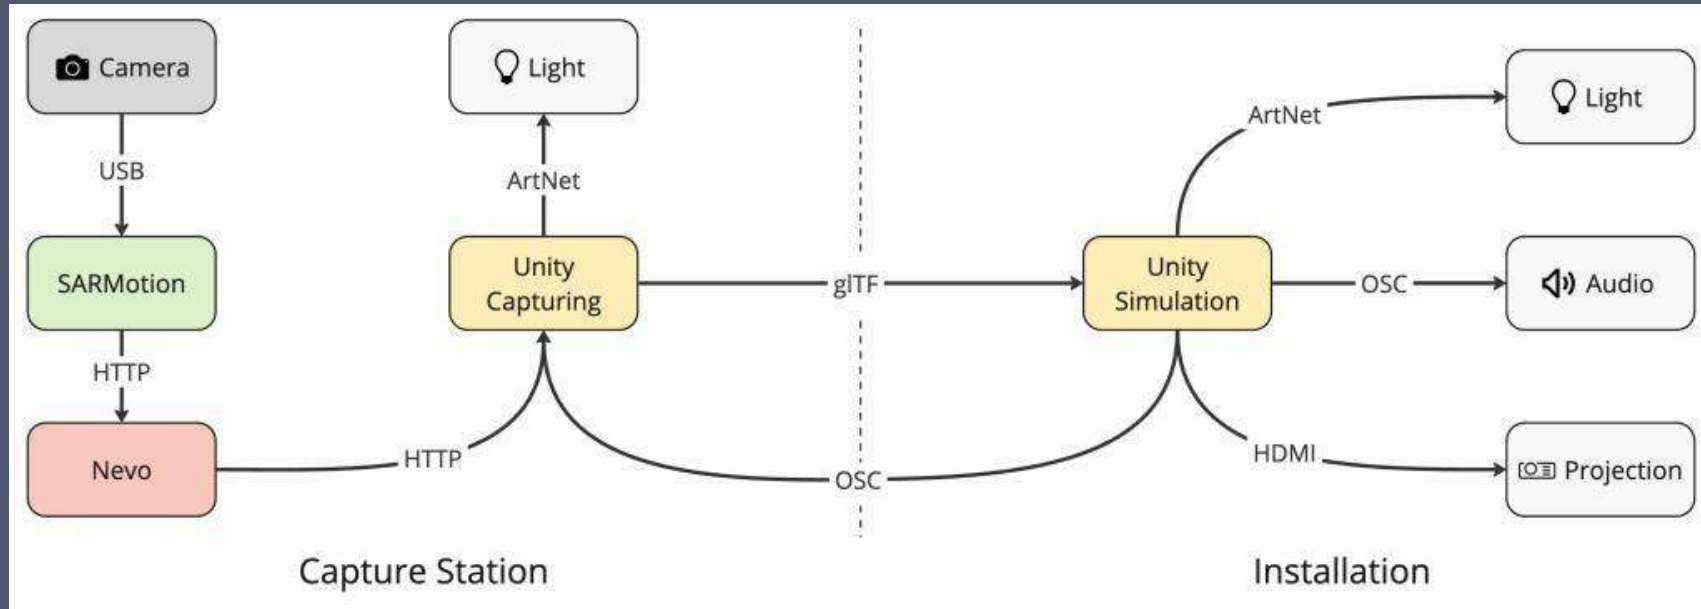 Camera
Light
Light
ArtNet
USB
ArtNet
SARMotion
Unity
Capturing
glTF
Unity
Simulation
OSC
Audio
HTTP
Nevo
HTTP
OSC
HDMI
Projection
Capture Station
Installation